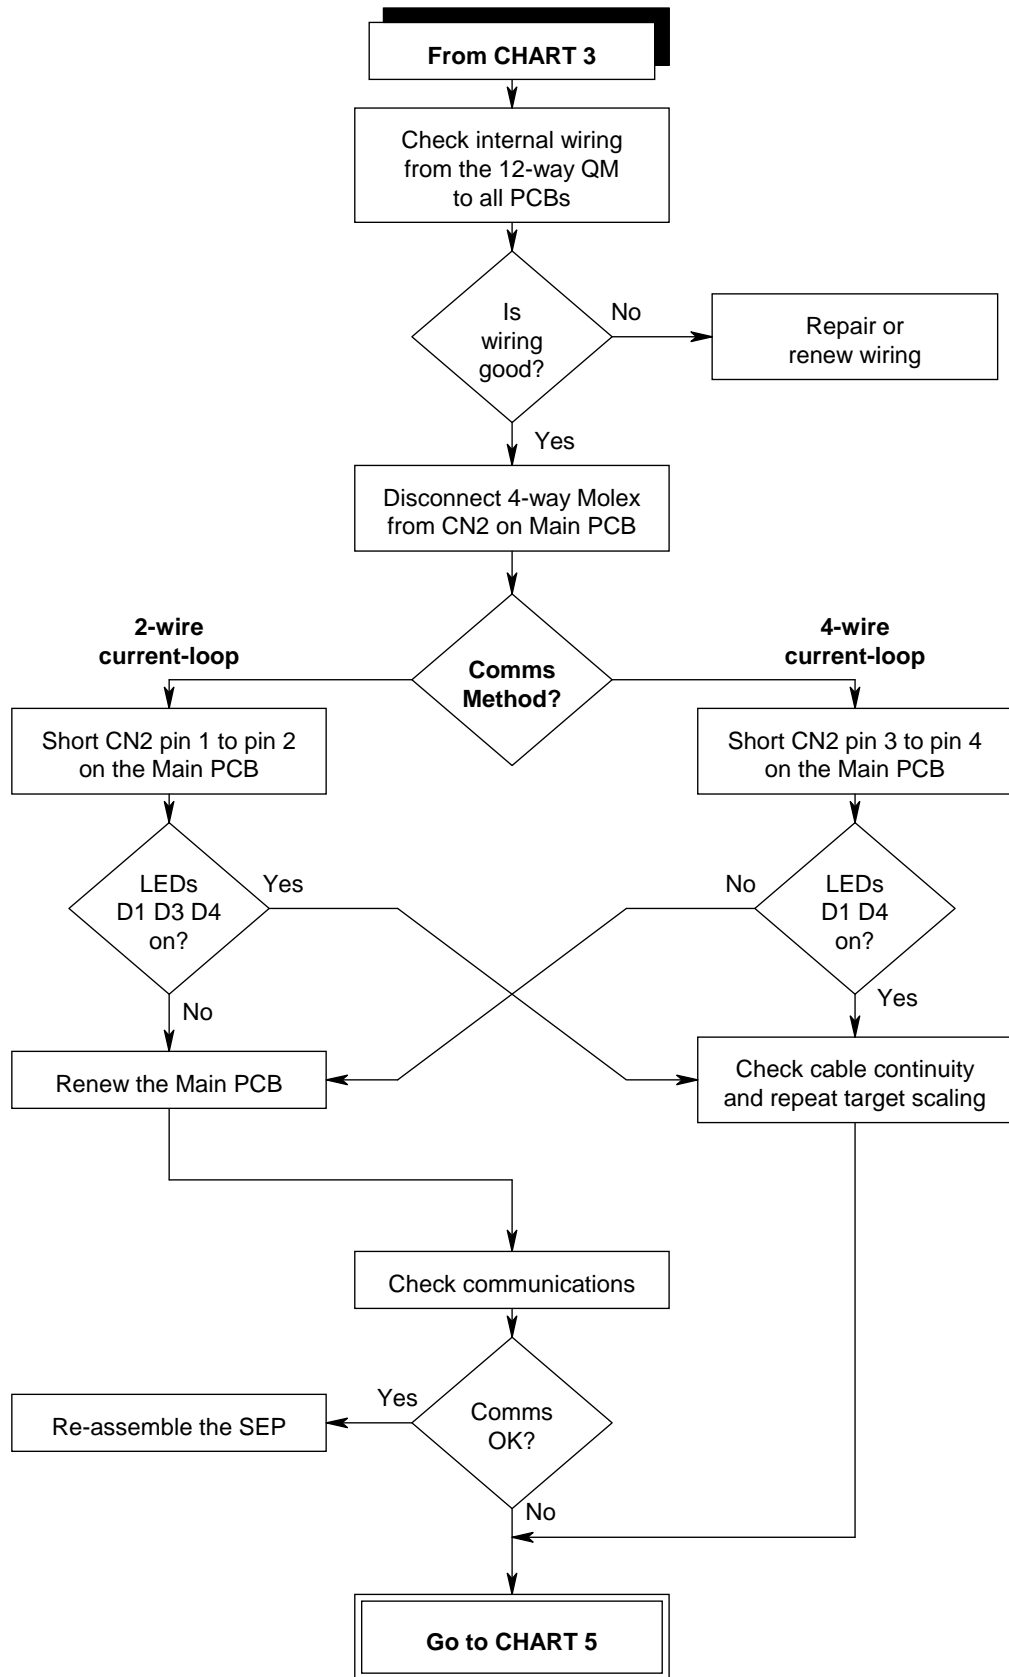 From CHART 3
Check internal wiring
from the 12-way QM
to all PCBs
Is
wiring
good?
No
Repair or
renew wiring
Yes
Disconnect 4-way Molex
from CN2 on Main PCB
2-wire
current-loop
Comms
Method?
4-wire
current-loop
Short CN2 pin 1 to pin 2
on the Main PCB
Short CN2 pin 3 to pin 4
on the Main PCB
LEDs
D1 D3 D4
on?
Yes
No
LEDs
D1 D4
on?
No
Yes
Renew the Main PCB
Check cable continuity
and repeat target scaling
Check communications
Comms
OK?
Yes
Re-assemble the SEP
No
Go to CHART 5